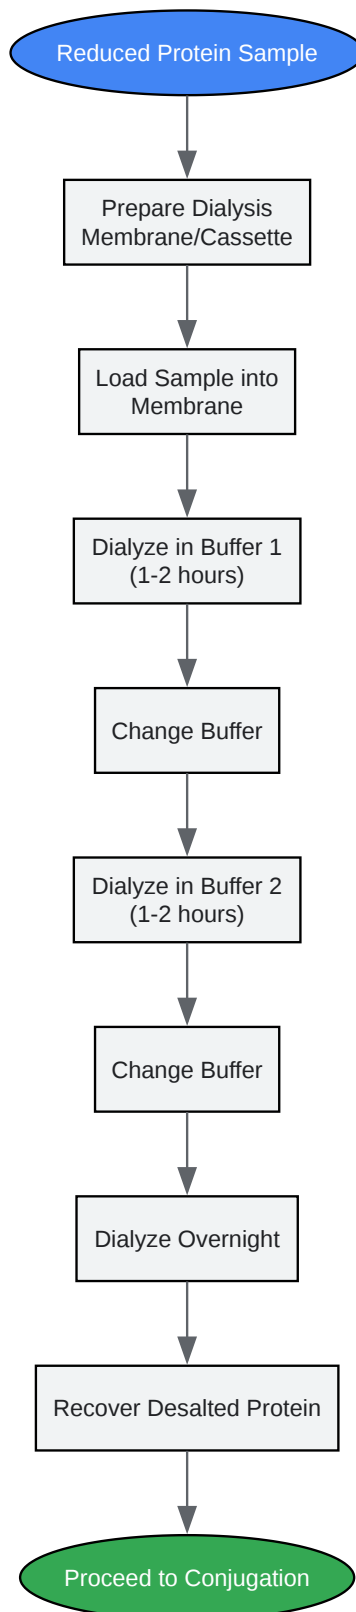 Reduced Protein Sample
Prepare Dialysis
Membrane/Cassette
Load Sample into
Membrane
Dialyze in Buffer 1
(1-2 hours)
Change Buffer
Dialyze in Buffer 2
(1-2 hours)
Change Buffer
Dialyze Overnight
Recover Desalted Protein
Proceed to Conjugation